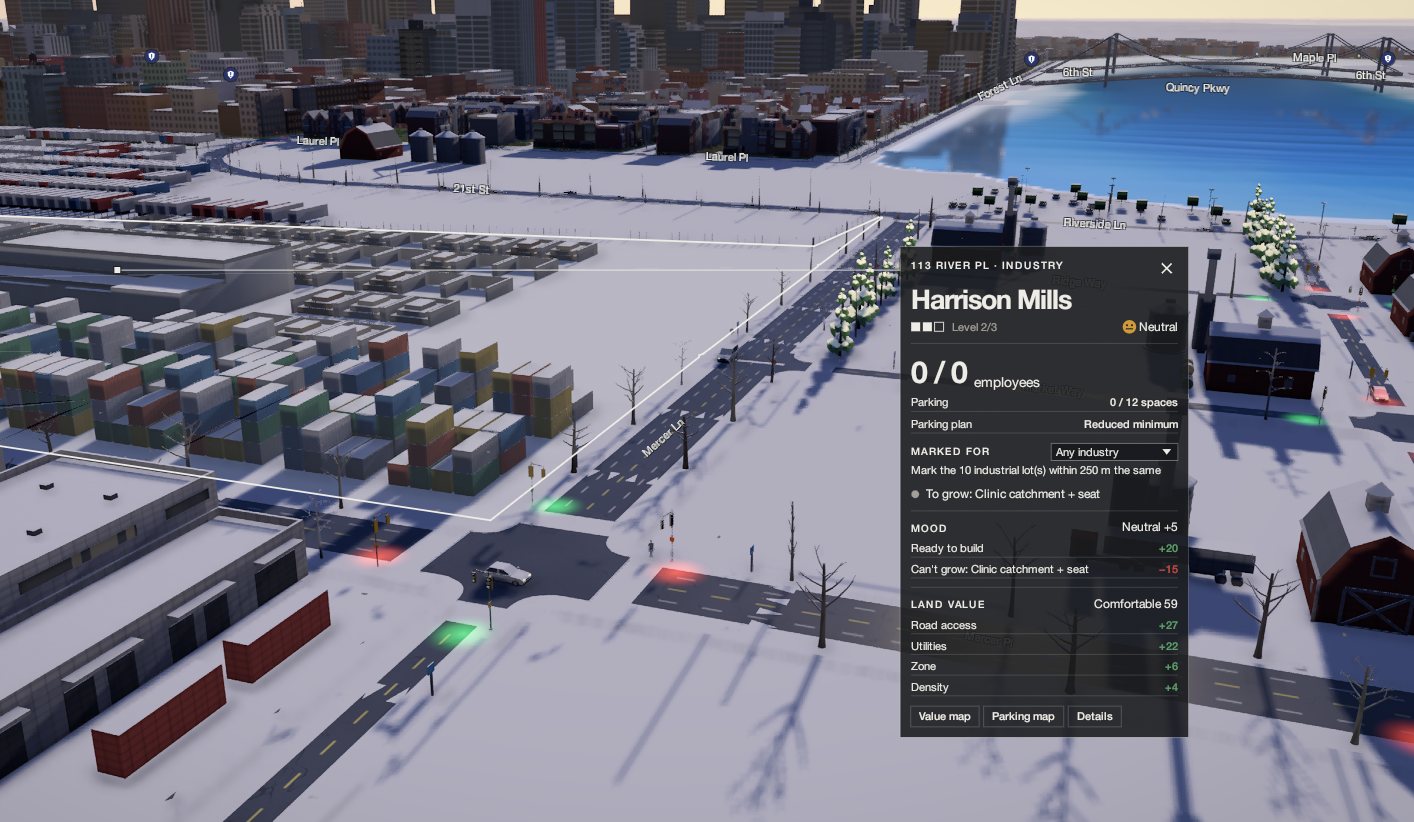 6th St
Maple Pl
6th St
Forest Ln
Quincy Pkwy
Laurel Pl
Laurel Pl
21st St
Riverside Ln
Mercer Ln
113 RIVER PL · INDUSTRY
Harrison Mills
Level 2/3
Neutral
0 / 0 employees
Parking 0 / 12 spaces
Parking plan Reduced minimum
MARKED FOR Any industry
Mark the 10 industrial lot(s) within 250 m the same
To grow: Clinic catchment + seat
MOOD Neutral +5
Ready to build +20
Can't grow: Clinic catchment + seat −15
LAND VALUE Comfortable 59
Road access +27
Utilities +22
Zone +6
Density +4
Value map Parking map Details